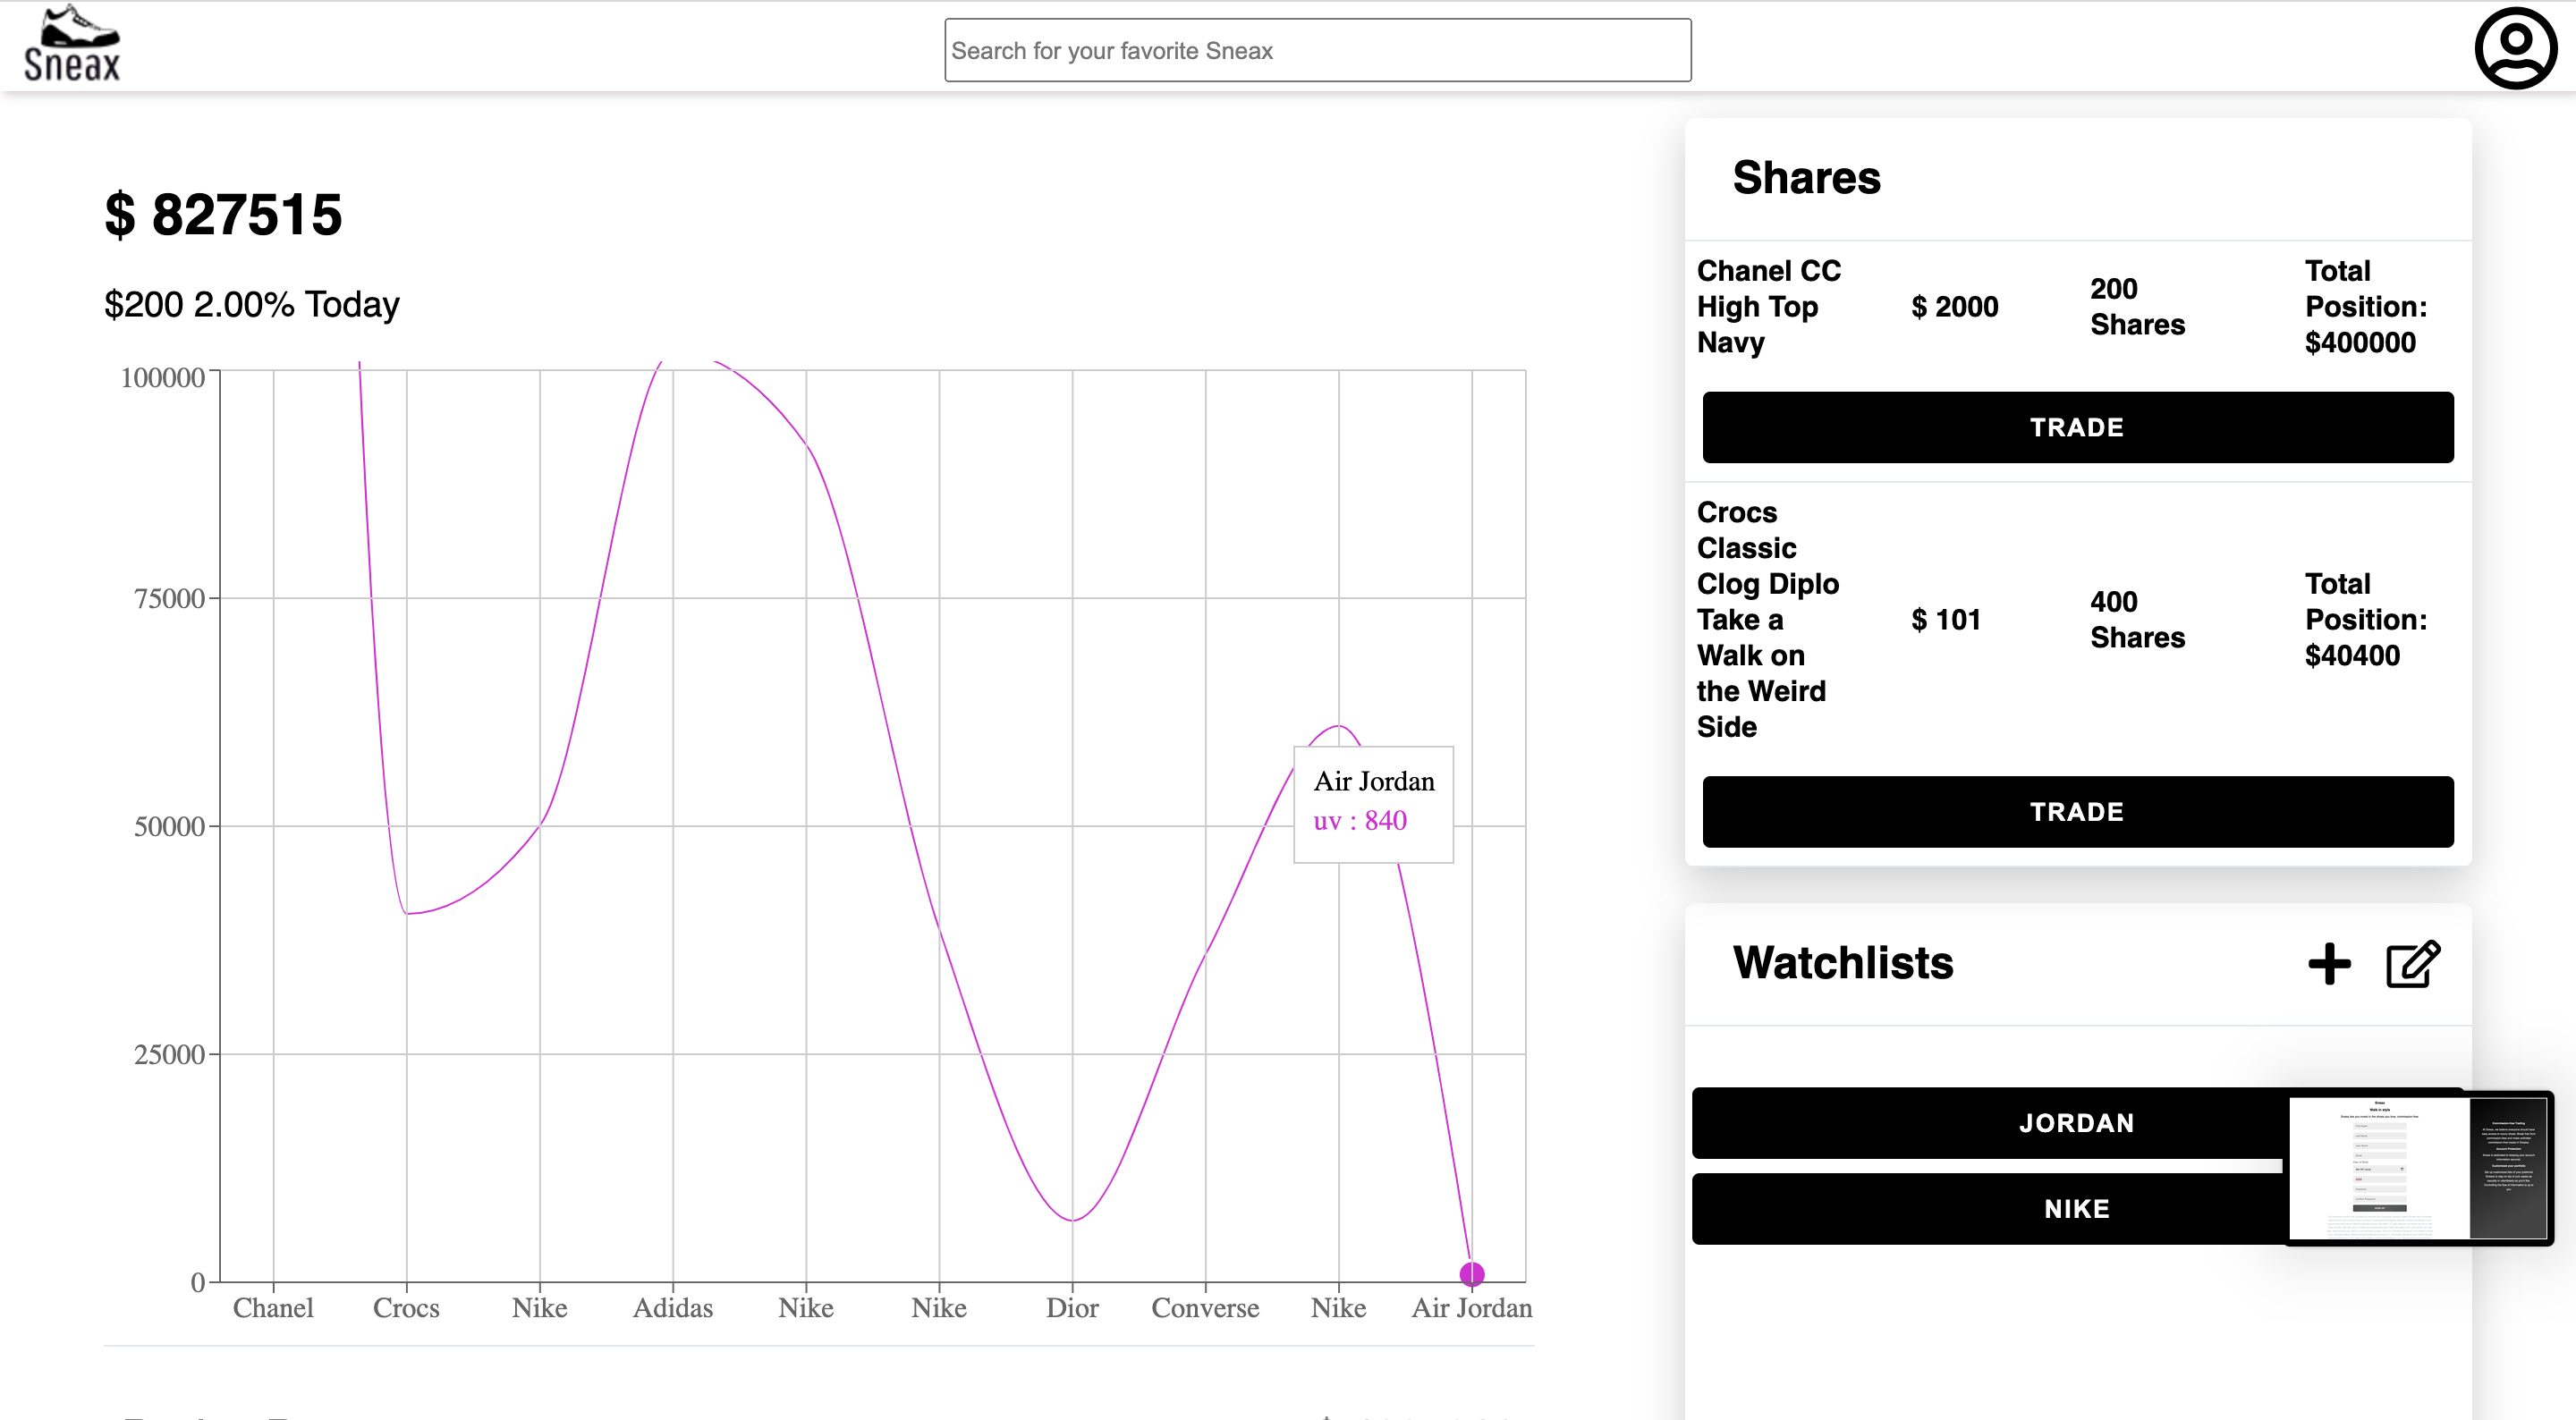 Sneax
Search for your favorite Sneax
$ 827515
$200 2.00% Today
100000
75000
50000
25000
0
Chanel
Crocs
Nike
Adidas
Nike
Nike
Dior
Converse
Nike
Air Jordan
Air Jordan
uv : 840
Shares
Chanel CC
High Top
Navy
$ 2000
200
Shares
Total
Position:
$400000
TRADE
Crocs
Classic
Clog Diplo
Take a
Walk on
the Weird
Side
$ 101
400
Shares
Total
Position:
$40400
TRADE
Watchlists
JORDAN
NIKE